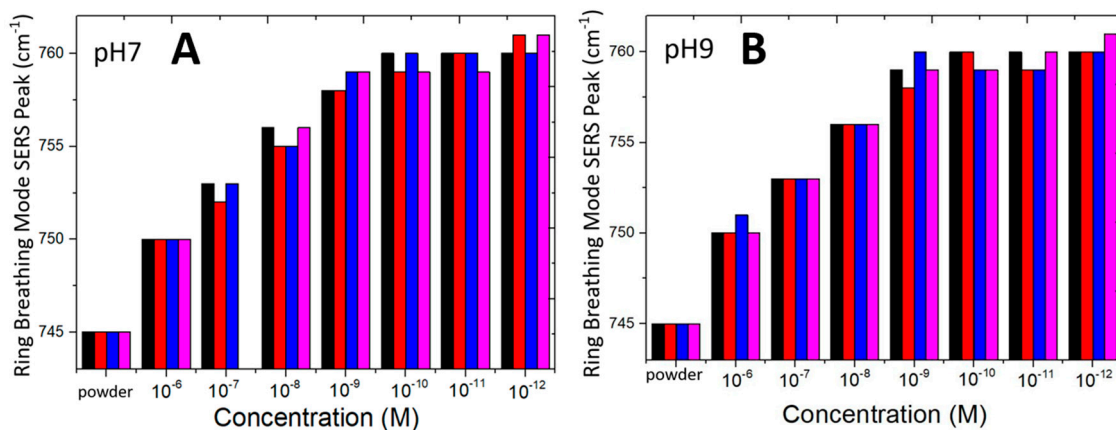 pH7 A
Ring Breathing Mode SERS Peak (cm⁻¹)
760
755
750
745
powder 10⁻⁶ 10⁻⁷ 10⁻⁸ 10⁻⁹ 10⁻¹⁰ 10⁻¹¹ 10⁻¹²
Concentration (M)
pH9 B
Ring Breathing Mode SERS Peak (cm⁻¹)
760
755
750
745
powder 10⁻⁶ 10⁻⁷ 10⁻⁸ 10⁻⁹ 10⁻¹⁰ 10⁻¹¹ 10⁻¹²
Concentration (M)